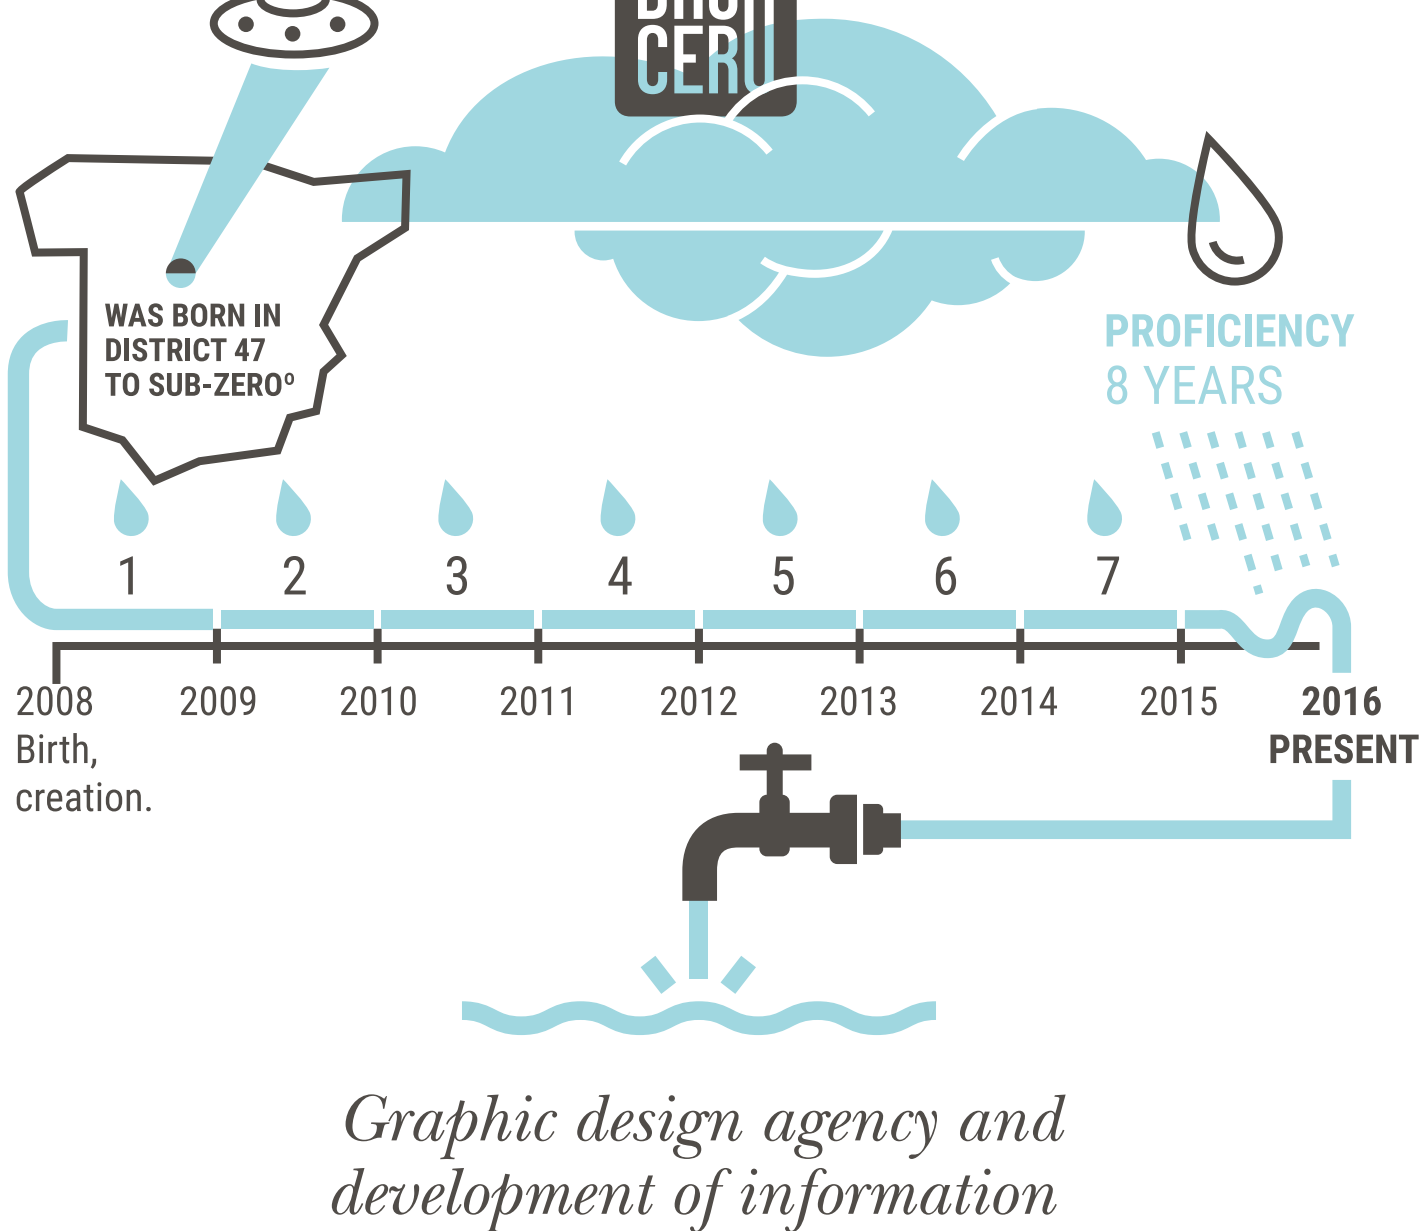 CERO
WAS BORN IN
DISTRICT 47
TO SUB-ZEROº
PROFICIENCY
8 YEARS
1 2 3 4 5 6 7
2008 2009 2010 2011 2012 2013 2014 2015 2016
Birth,
creation.
PRESENT
Graphic design agency and
development of information